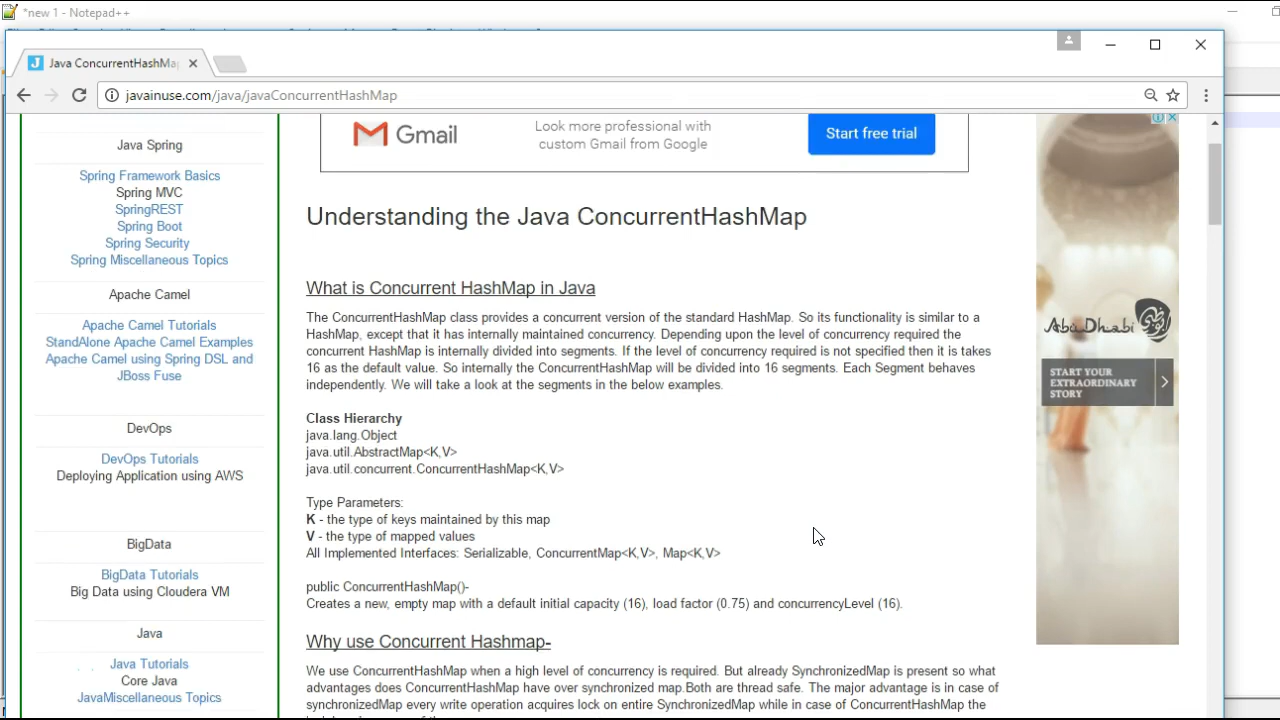 *new 1 - Notepad++
Java ConcurrentHashMa
javainuse.com/java/javaConcurrentHashMap
Java Spring
Spring Framework Basics
Spring MVC
SpringREST
Spring Boot
Spring Security
Spring Miscellaneous Topics
Apache Camel
Apache Camel Tutorials
StandAlone Apache Camel Examples
Apache Camel using Spring DSL and
JBoss Fuse
DevOps
DevOps Tutorials
Deploying Application using AWS
BigData
BigData Tutorials
Big Data using Cloudera VM
Java
Java Tutorials
Core Java
JavaMiscellaneous Topics
Gmail
Look more professional with
custom Gmail from Google
Start free trial
Understanding the Java ConcurrentHashMap
What is Concurrent HashMap in Java
The ConcurrentHashMap class provides a concurrent version of the standard HashMap. So its functionality is similar to a
HashMap, except that it has internally maintained concurrency. Depending upon the level of concurrency required the
concurrent HashMap is internally divided into segments. If the level of concurrency required is not specified then it is takes
16 as the default value. So internally the ConcurrentHashMap will be divided into 16 segments. Each Segment behaves
independently. We will take a look at the segments in the below examples.
Class Hierarchy
java.lang.Object
java.util.AbstractMap<K,V>
java.util.concurrent.ConcurrentHashMap<K,V>
Type Parameters:
K - the type of keys maintained by this map
V - the type of mapped values
All Implemented Interfaces: Serializable, ConcurrentMap<K,V>, Map<K,V>
public ConcurrentHashMap()-
Creates a new, empty map with a default initial capacity (16), load factor (0.75) and concurrencyLevel (16).
Why use Concurrent Hashmap-
We use ConcurrentHashMap when a high level of concurrency is required. But already SynchronizedMap is present so what
advantages does ConcurrentHashMap have over synchronized map.Both are thread safe. The major advantage is in case of
synchronizedMap every write operation acquires lock on entire SynchronizedMap while in case of ConcurrentHashMap the
Abu Dhabi
أبوظبي
START YOUR
EXTRAORDINARY
STORY